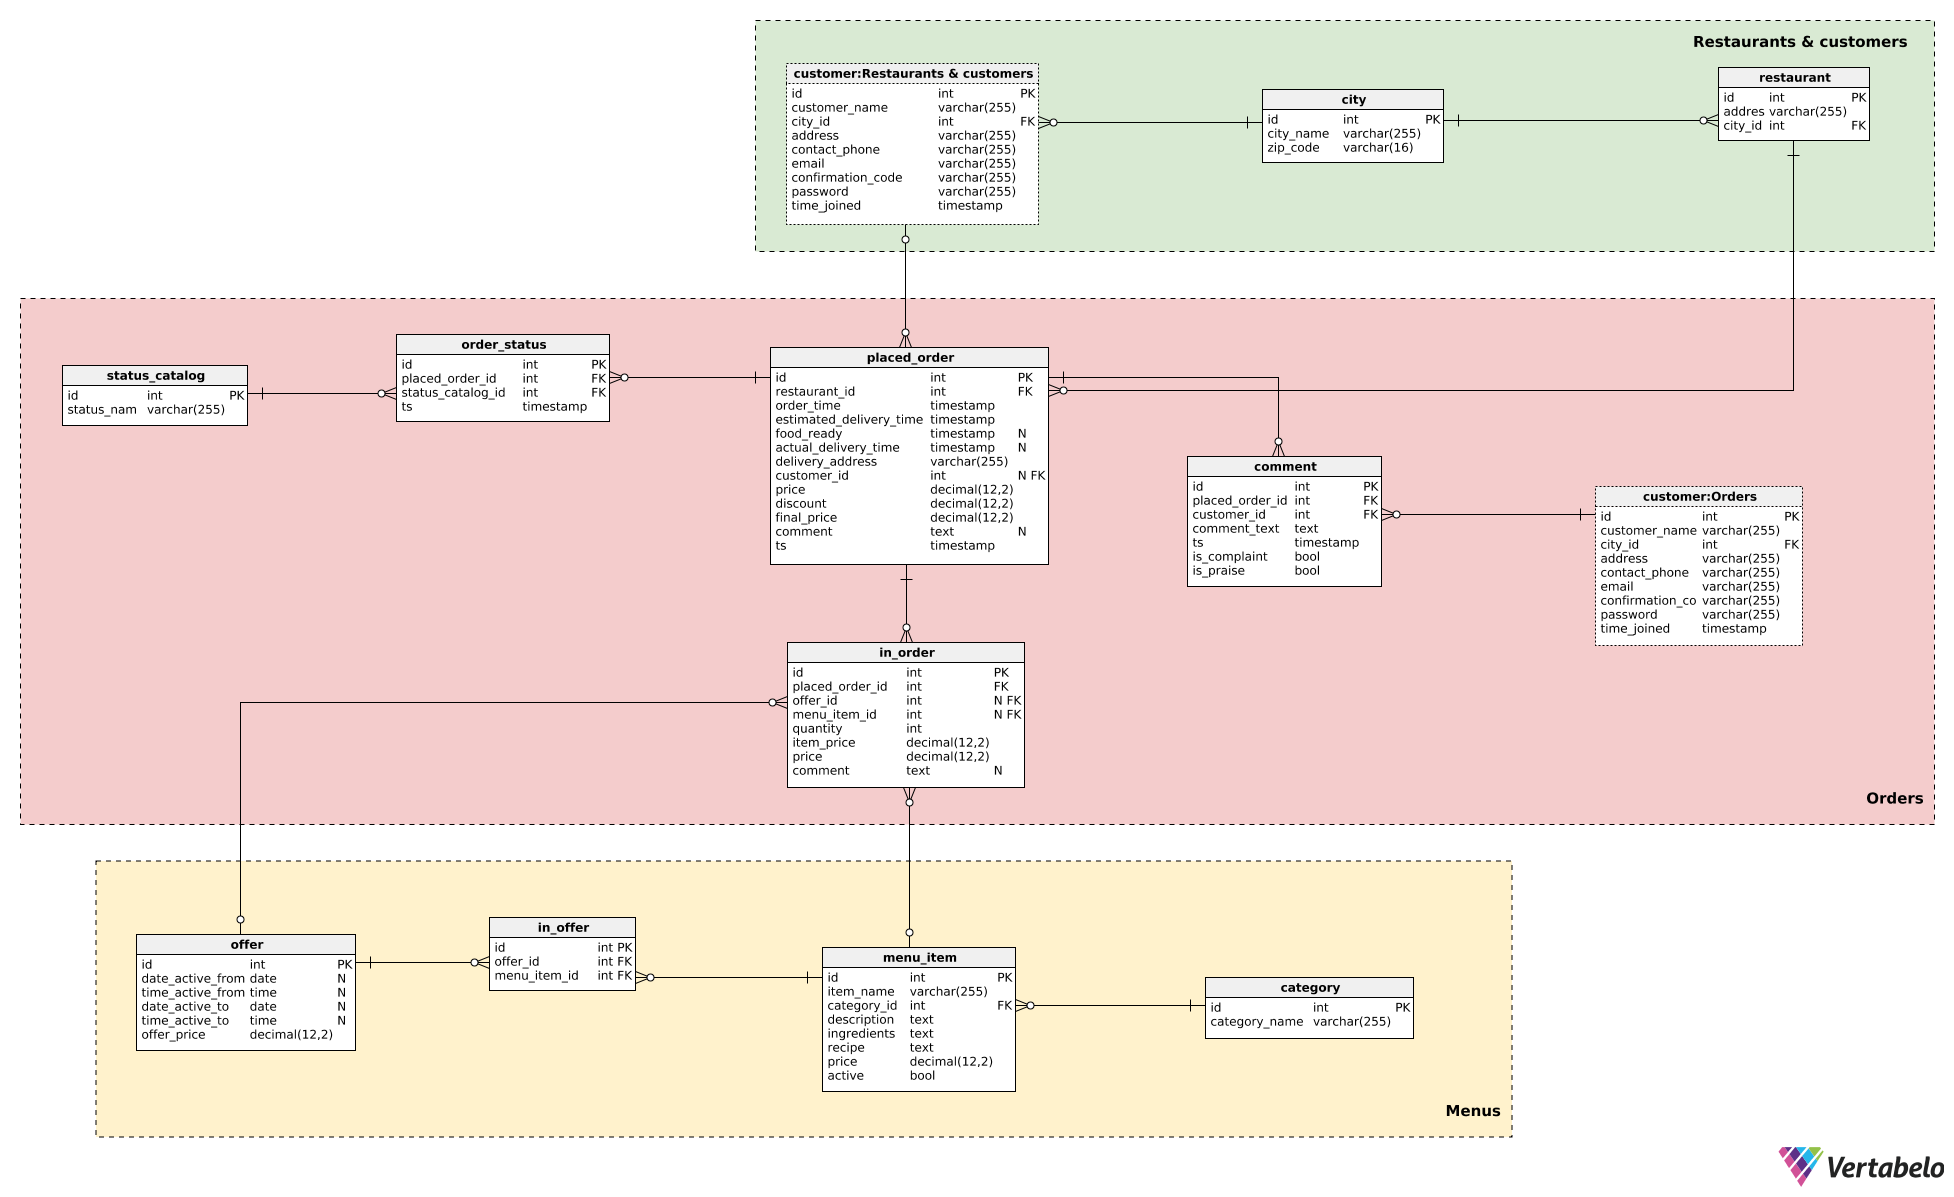 Restaurants & customers
customer:Restaurants & customers
id int PK
customer_name varchar(255)
city_id int FK
address varchar(255)
contact_phone varchar(255)
email varchar(255)
confirmation_code varchar(255)
password varchar(255)
time_joined timestamp
city
id int PK
city_name varchar(255)
zip_code varchar(16)
restaurant
id int PK
addres varchar(255)
city_id int FK
status_catalog
id int PK
status_nam varchar(255)
order_status
id int PK
placed_order_id int FK
status_catalog_id int FK
ts timestamp
placed_order
id int PK
restaurant_id int FK
order_time timestamp
estimated_delivery_time timestamp
food_ready timestamp N
actual_delivery_time timestamp N
delivery_address varchar(255)
customer_id int N FK
price decimal(12,2)
discount decimal(12,2)
final_price decimal(12,2)
comment text N
ts timestamp
comment
id int PK
placed_order_id int FK
customer_id int FK
comment_text text
ts timestamp
is_complaint bool
is_praise bool
customer:Orders
id int PK
customer_name varchar(255)
city_id int FK
address varchar(255)
contact_phone varchar(255)
email varchar(255)
confirmation_co varchar(255)
password varchar(255)
time_joined timestamp
in_order
id int PK
placed_order_id int FK
offer_id int N FK
menu_item_id int N FK
quantity int
item_price decimal(12,2)
price decimal(12,2)
comment text N
Orders
offer
id int PK
date_active_from date N
time_active_from time N
date_active_to date N
time_active_to time N
offer_price decimal(12,2)
in_offer
id int PK
offer_id int FK
menu_item_id int FK
menu_item
id int PK
item_name varchar(255)
category_id int FK
description text
ingredients text
recipe text
price decimal(12,2)
active bool
category
id int PK
category_name varchar(255)
Menus
Vertabelo